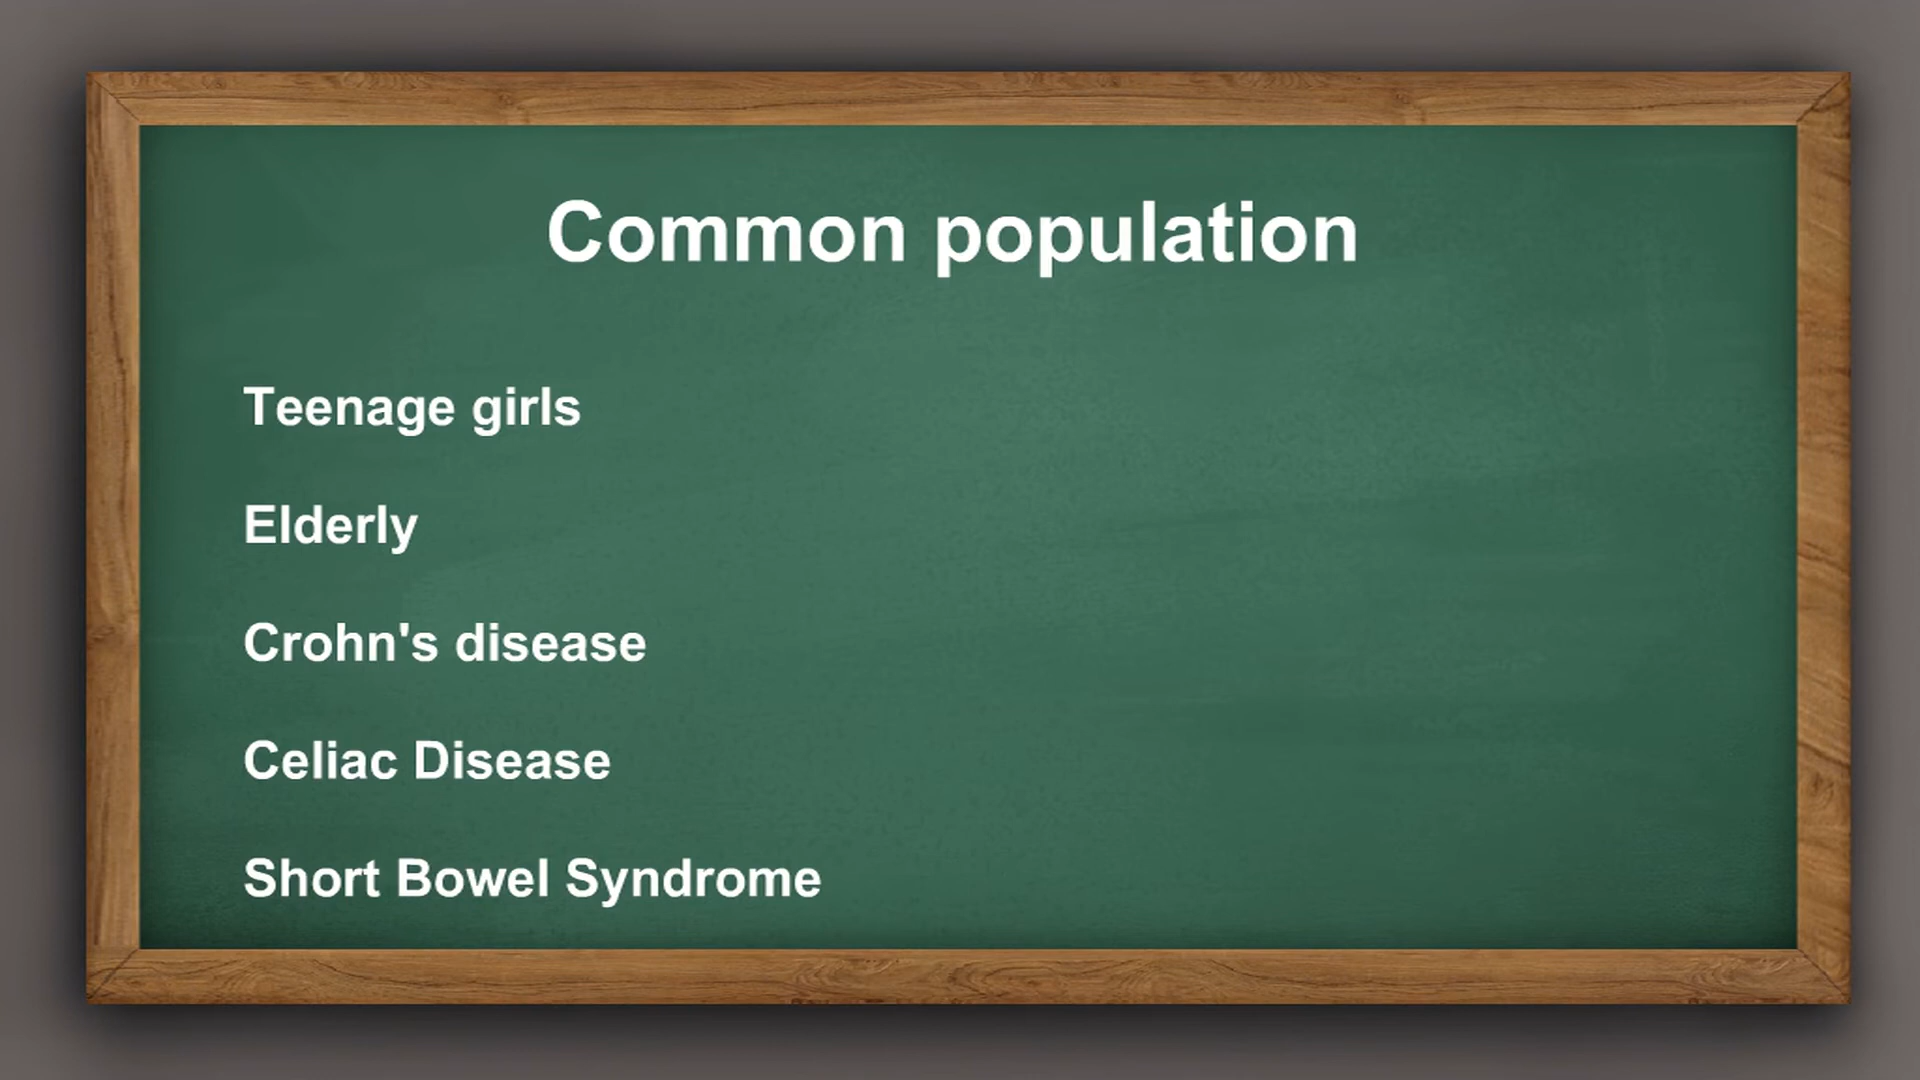 Common population
Teenage girls
Elderly
Crohn's disease
Celiac Disease
Short Bowel Syndrome